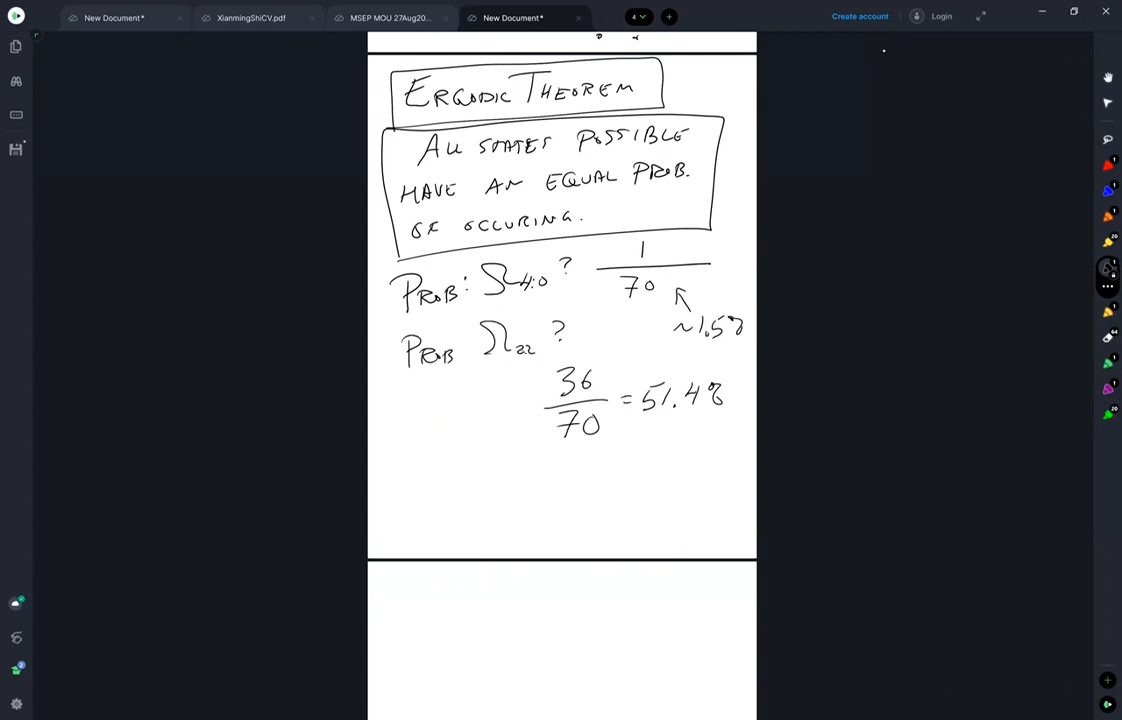 New Document*
XianmingShiCV.pdf
MSEP MOU 27Aug20...
New Document*
4
Create account
Login
ERGODIC THEOREM
ALL STATES POSSIBLE
HAVE AN EQUAL PROB.
OF OCCURING.
PROB: Ω4:0 ? 1/70
~1.5%
PROB Ω22 ?
36/70 = 51.4%